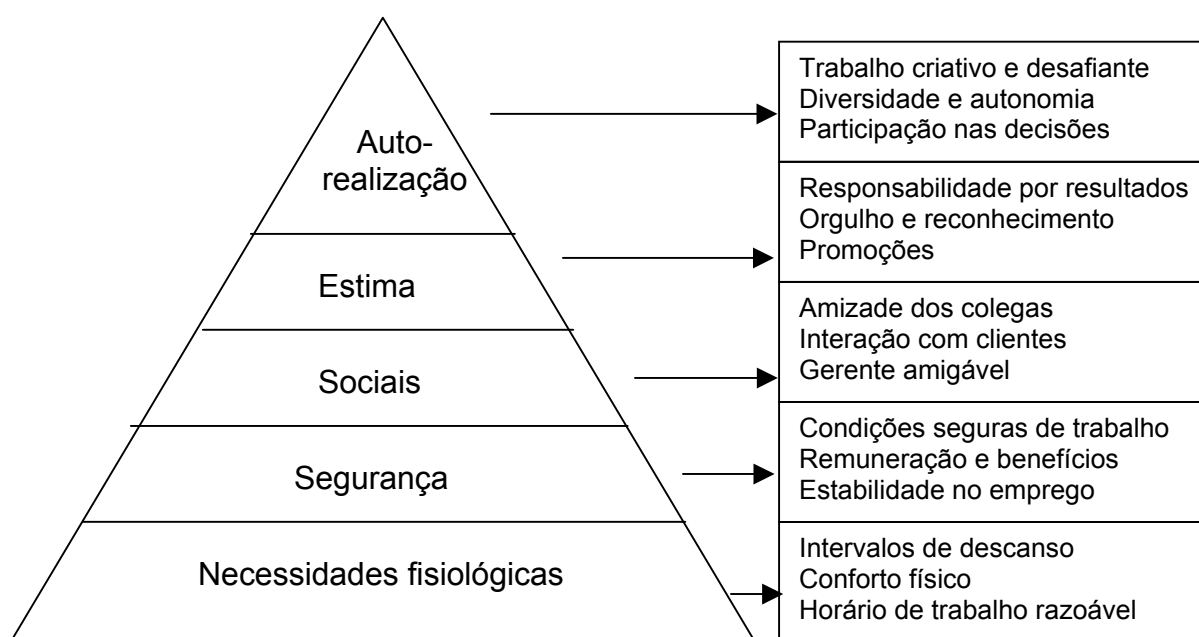 Auto-
realização
Trabalho criativo e desafiante
Diversidade e autonomia
Participação nas decisões
Estima
Responsabilidade por resultados
Orgulho e reconhecimento
Promoções
Sociais
Amizade dos colegas
Interação com clientes
Gerente amigável
Segurança
Condições seguras de trabalho
Remuneração e benefícios
Estabilidade no emprego
Necessidades fisiológicas
Intervalos de descanso
Conforto físico
Horário de trabalho razoável